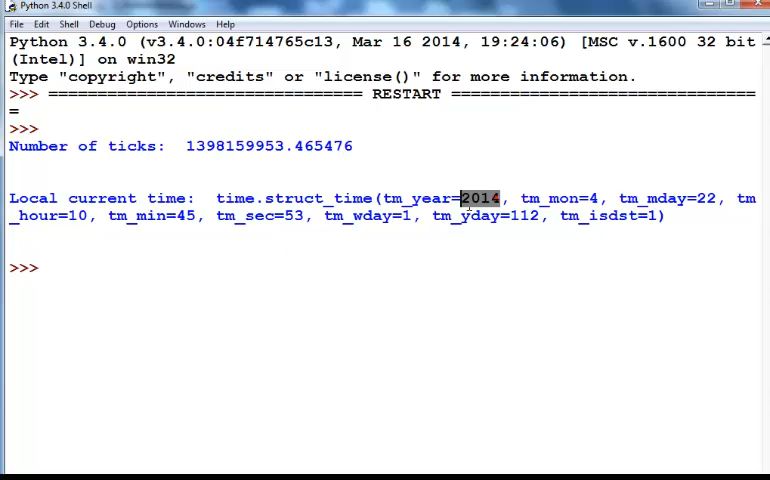 Python 3.4.0 Shell
File Edit Shell Debug Options Windows Help
Python 3.4.0 (v3.4.0:04f714765c13, Mar 16 2014, 19:24:06) [MSC v.1600 32 bit
(Intel)] on win32
Type "copyright", "credits" or "license()" for more information.
>>> ================================ RESTART ===============================
=
>>>
Number of ticks:  1398159953.465476
Local current time:  time.struct_time(tm_year=2014, tm_mon=4, tm_mday=22, tm
_hour=10, tm_min=45, tm_sec=53, tm_wday=1, tm_yday=112, tm_isdst=1)
>>>